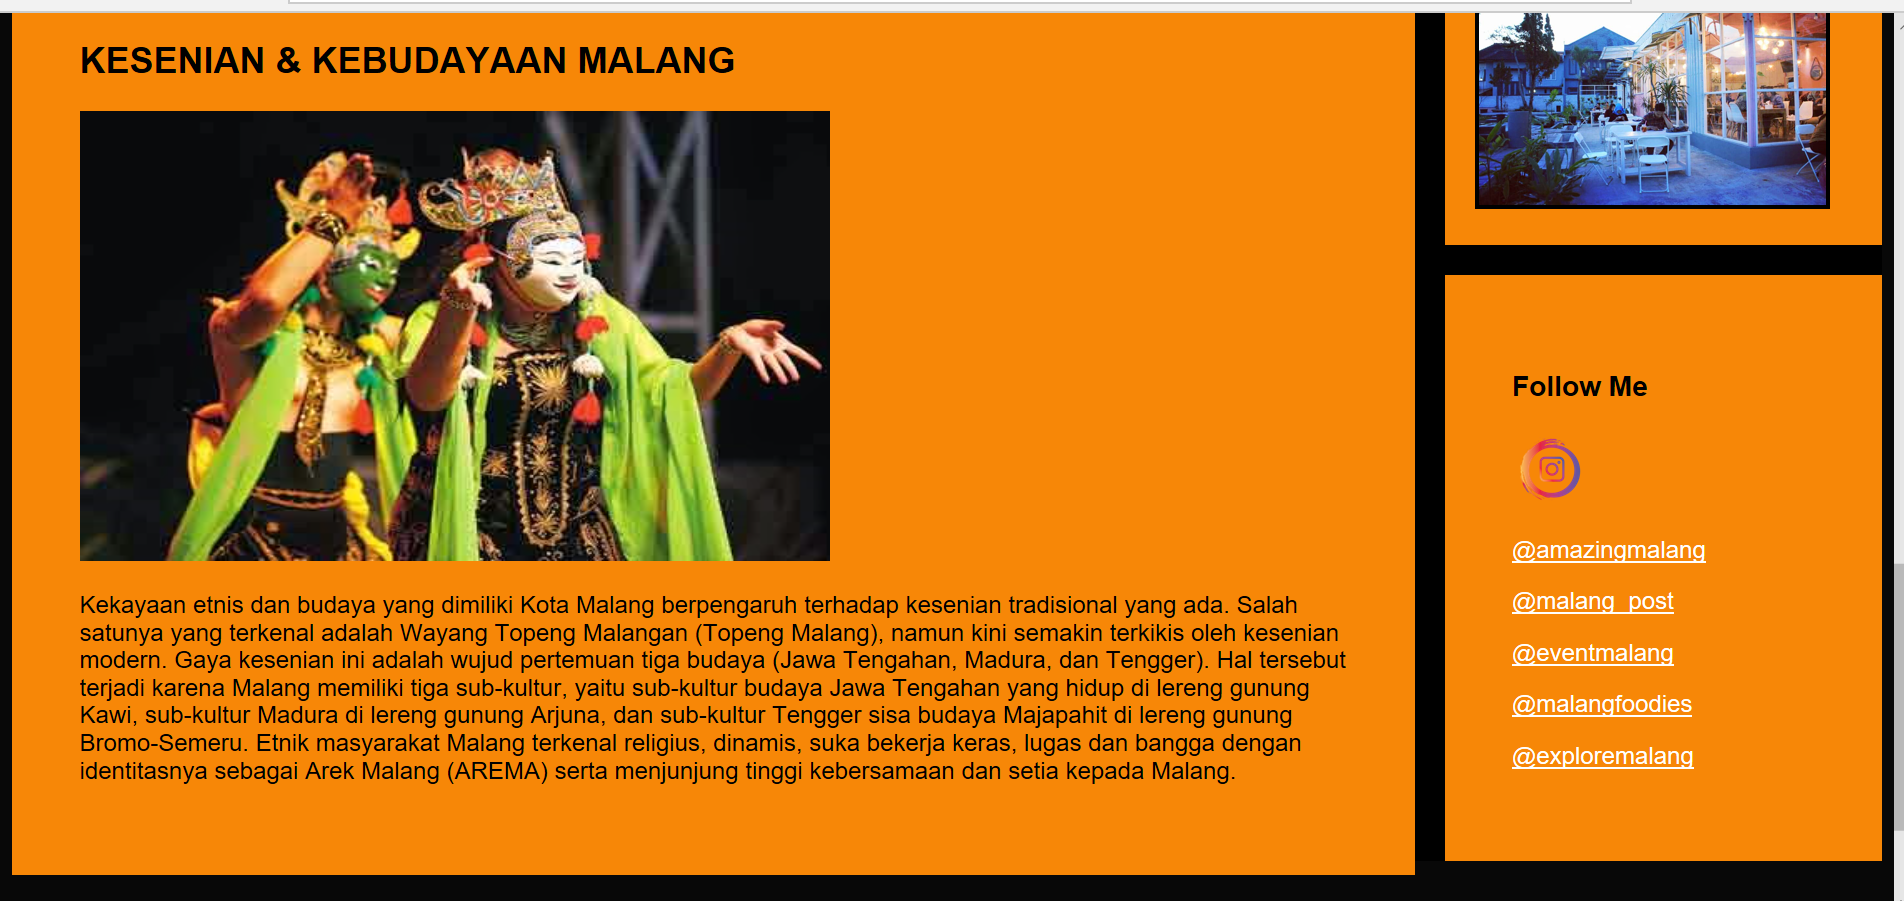 KESENIAN & KEBUDAYAAN MALANG
Kekayaan etnis dan budaya yang dimiliki Kota Malang berpengaruh terhadap kesenian tradisional yang ada. Salah
satunya yang terkenal adalah Wayang Topeng Malangan (Topeng Malang), namun kini semakin terkikis oleh kesenian
modern. Gaya kesenian ini adalah wujud pertemuan tiga budaya (Jawa Tengahan, Madura, dan Tengger). Hal tersebut
terjadi karena Malang memiliki tiga sub-kultur, yaitu sub-kultur budaya Jawa Tengahan yang hidup di lereng gunung
Kawi, sub-kultur Madura di lereng gunung Arjuna, dan sub-kultur Tengger sisa budaya Majapahit di lereng gunung
Bromo-Semeru. Etnik masyarakat Malang terkenal religius, dinamis, suka bekerja keras, lugas dan bangga dengan
identitasnya sebagai Arek Malang (AREMA) serta menjunjung tinggi kebersamaan dan setia kepada Malang.
Follow Me
@amazingmalang
@malang_post
@eventmalang
@malangfoodies
@exploremalang